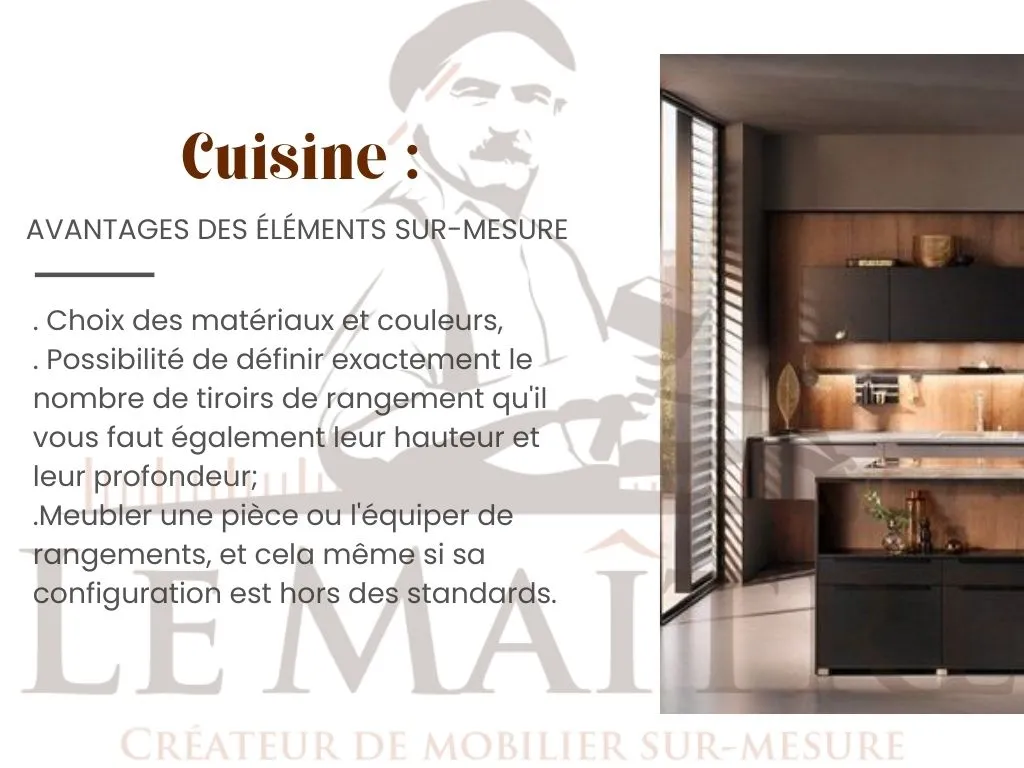 Cuisine :
AVANTAGES DES ÉLÉMENTS SUR-MESURE
. Choix des matériaux et couleurs,
. Possibilité de définir exactement le
nombre de tiroirs de rangement qu'il
vous faut également leur hauteur et
leur profondeur;
.Meubler une pièce ou l'équiper de
rangements, et cela même si sa
configuration est hors des standards.
LE MAÎTRE
CRÉATEUR DE MOBILIER SUR-MESURE